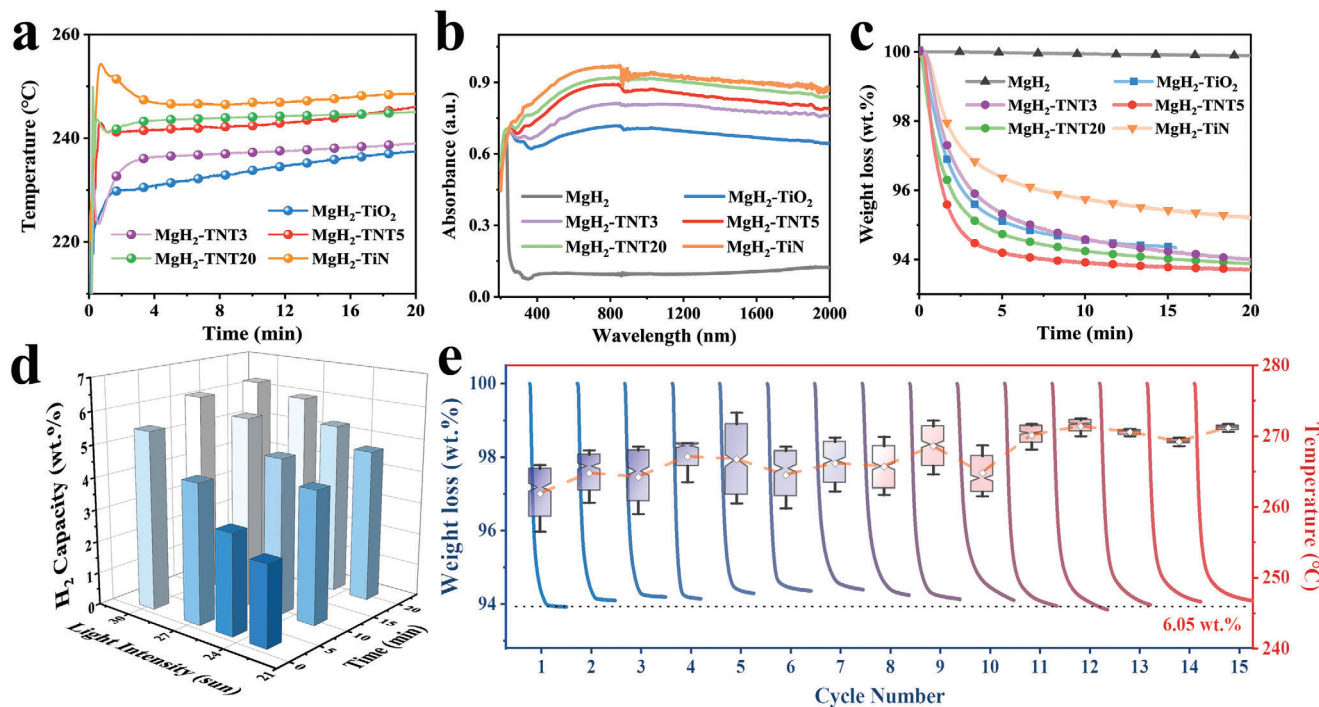 a
Temperature (°C)
260
240
220
0 4 8 12 16 20
Time (min)
MgH₂-TiO₂
MgH₂-TNT3
MgH₂-TNT5
MgH₂-TNT20
MgH₂-TiN
b
Absorbance (a.u.)
0.9
0.6
0.3
0.0
400 800 1200 1600 2000
Wavelength (nm)
MgH₂
MgH₂-TiO₂
MgH₂-TNT3
MgH₂-TNT5
MgH₂-TNT20
MgH₂-TiN
c
Weight loss (wt.%)
100
98
96
94
0 5 10 15 20
Time (min)
MgH₂
MgH₂-TiO₂
MgH₂-TNT3
MgH₂-TNT5
MgH₂-TNT20
MgH₂-TiN
d
H₂ Capacity (wt.%)
7
6
5
4
3
2
1
0
30
27
24
21
Light Intensity (sun)
0
5
10
15
20
Time (min)
e
Weight loss (wt.%)
100
98
96
94
280
270
260
250
240
Temperature (°C)
6.05 wt.%
1 2 3 4 5 6 7 8 9 10 11 12 13 14 15
Cycle Number